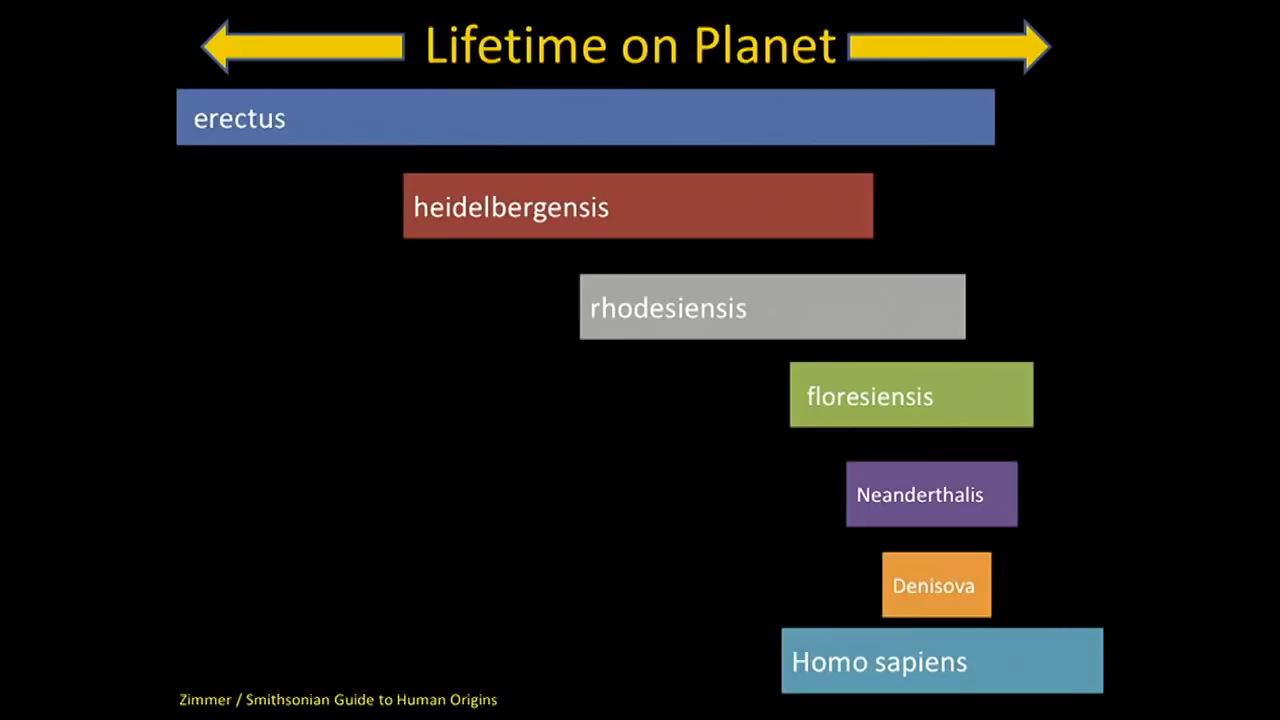 Lifetime on Planet
erectus
heidelbergensis
rhodesiensis
floresiensis
Neanderthalis
Denisova
Homo sapiens
Zimmer / Smithsonian Guide to Human Origins